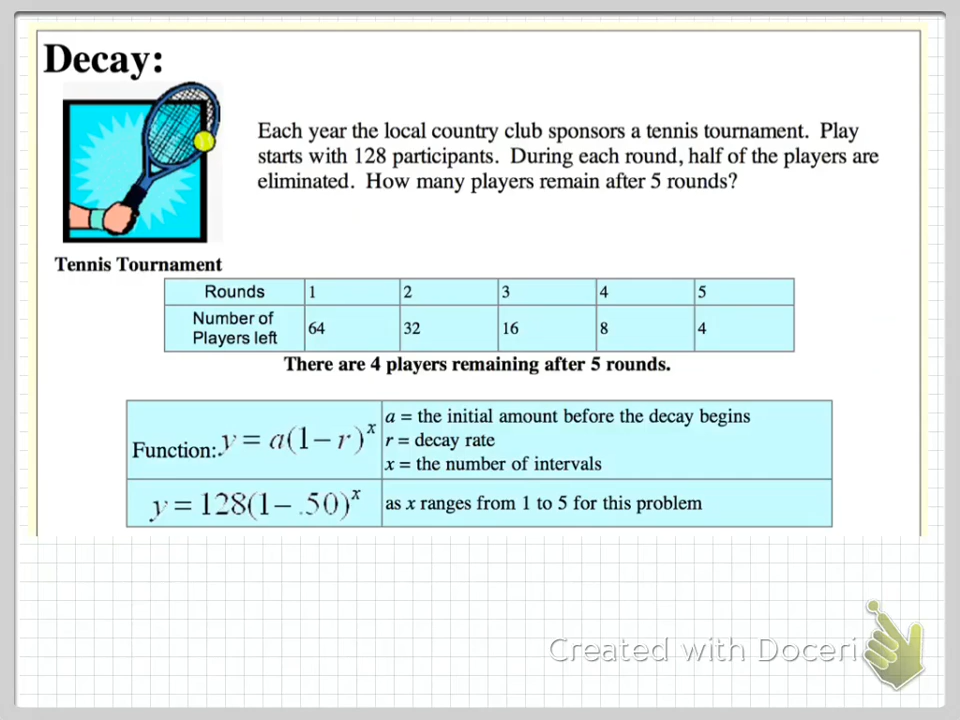 Decay:
Each year the local country club sponsors a tennis tournament. Play
starts with 128 participants. During each round, half of the players are
eliminated. How many players remain after 5 rounds?
Tennis Tournament
Rounds 1 2 3 4 5
Number of
Players left 64 32 16 8 4
There are 4 players remaining after 5 rounds.
Function: y = a(1 − r)^x
a = the initial amount before the decay begins
r = decay rate
x = the number of intervals
y = 128(1 − .50)^x as x ranges from 1 to 5 for this problem
Created with Doceri